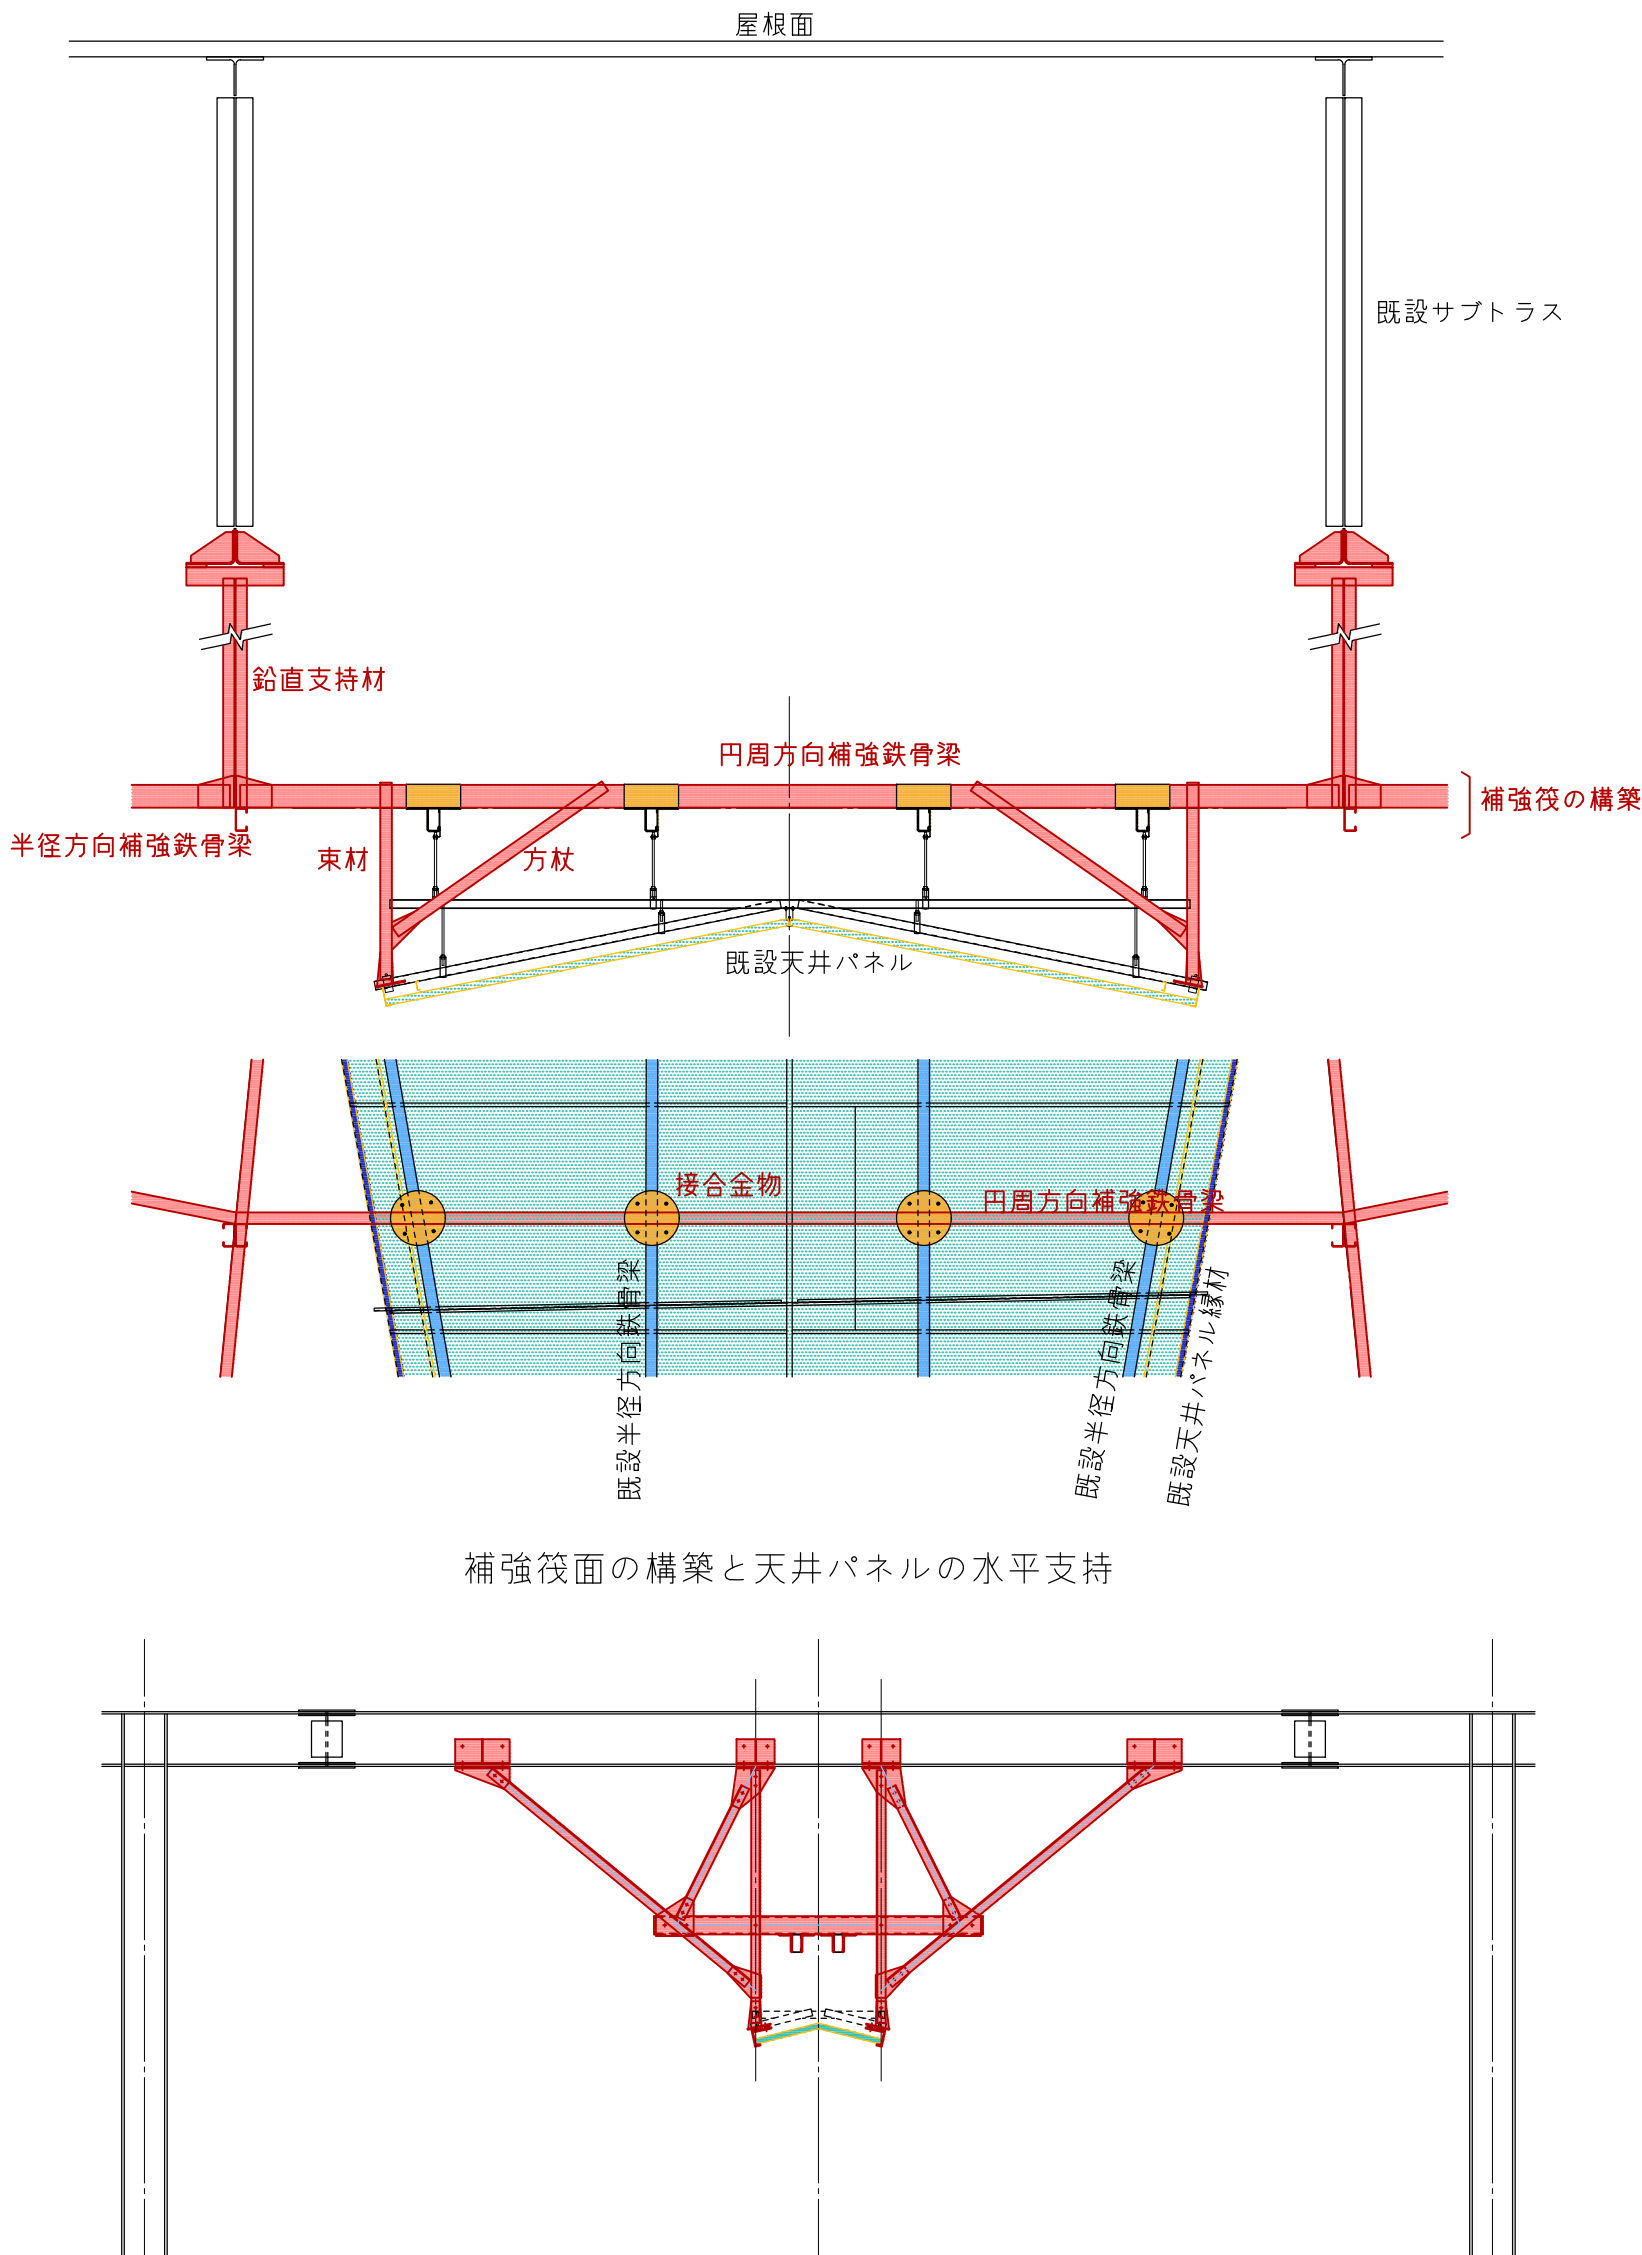 屋根面
既設サブトラス
鉛直支持材
円周方向補強鉄骨梁
補強筏の構築
半径方向補強鉄骨梁
束材
方杖
既設天井パネル
接合金物
円周方向補強鉄骨梁
既設半径方向鉄骨梁
既設半径方向鉄骨梁
既設天井パネル縁材
補強筏面の構築と天井パネルの水平支持